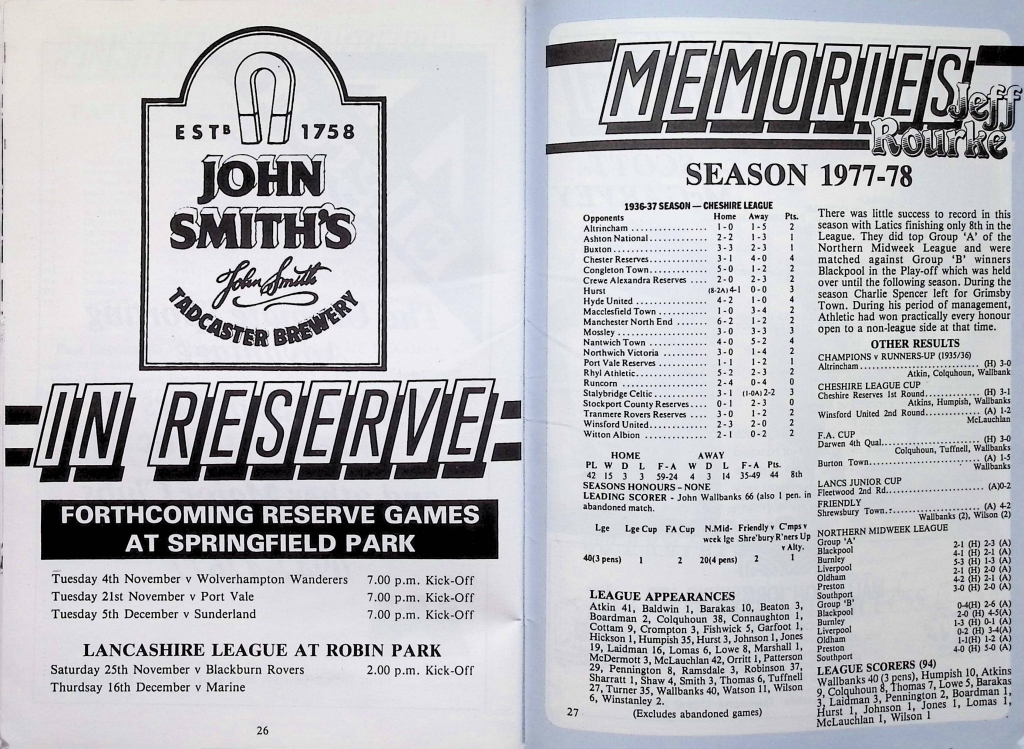 ESTB 1758
JOHN
SMITH'S
John Smith
TADCASTER BREWERY
IN RESERVE
FORTHCOMING RESERVE GAMES
AT SPRINGFIELD PARK
Tuesday 4th November v Wolverhampton Wanderers 7.00 p.m. Kick-Off
Tuesday 21st November v Port Vale 7.00 p.m. Kick-Off
Tuesday 5th December v Sunderland 7.00 p.m. Kick-Off
LANCASHIRE LEAGUE AT ROBIN PARK
Saturday 25th November v Blackburn Rovers 2.00 p.m. Kick-Off
Thurdsay 16th December v Marine
26
MEMORIES
Jeff
Rourke
SEASON 1977-78
1936-37 SEASON — CHESHIRE LEAGUE
Opponents Home Away Pts.
Altrincham 1-0 1-5 2
Ashton National 2-2 1-3 1
Buxton 3-3 2-3 1
Chester Reserves 3-1 4-0 4
Congleton Town 5-0 1-2 2
Crewe Alexandra Reserves 2-0 2-3 2
Hurst (8-2A) 4-1 0-0 3
Hyde United 4-2 1-0 4
Macclesfield Town 1-0 3-4 2
Manchester North End 6-2 1-2 2
Mossley 3-0 3-3 3
Nantwich Town 4-0 5-2 4
Northwich Victoria 3-0 1-4 2
Port Vale Reserves 1-1 1-2 1
Rhyl Athletic 5-2 2-3 2
Runcorn 2-4 0-4 0
Stalybridge Celtic 3-1 (1-0A) 2-2 3
Stockport County Reserves 0-1 2-3 0
Tranmere Rovers Reserves 3-0 1-2 2
Winsford United 2-3 2-0 2
Witton Albion 2-1 0-2 2
HOME AWAY
PL W D L F-A W D L F-A Pts.
42 15 3 3 59-24 4 3 14 35-49 44 8th
SEASONS HONOURS - NONE
LEADING SCORER - John Wallbanks 66 (also 1 pen. in
abandoned match.
Lge Lge Cup FA Cup N.Mid- Friendly v C'mps v
week lge Shre'bury R'ners Up
v Alty.
40(3 pens) 1 2 20(4 pens) 2 1
LEAGUE APPEARANCES
Atkin 41, Baldwin 1, Barakas 10, Beaton 3,
Boardman 2, Colquhoun 38, Connaughton 1,
Cottam 9, Crompton 3, Fishwick 5, Garfoot 1,
Hickson 1, Humpish 35, Hurst 3, Johnson 1, Jones
19, Laidman 16, Lomas 6, Lowe 8, Marshall 1,
McDermott 3, McLauchlan 42, Orritt 1, Patterson
29, Pennington 8, Ramsdale 3, Robinson 37,
Sharratt 1, Shaw 4, Smith 3, Thomas 6, Tuffnell
27, Turner 35, Wallbanks 40, Watson 11, Wilson
6, Winstanley 2.
(Excludes abandoned games)
27
There was little success to record in this
season with Latics finishing only 8th in the
League. They did top Group 'A' of the
Northern Midweek League and were
matched against Group 'B' winners
Blackpool in the Play-off which was held
over until the following season. During the
season Charlie Spencer left for Grimsby
Town. During his period of management,
Athletic had won practically every honour
open to a non-league side at that time.
OTHER RESULTS
CHAMPIONS v RUNNERS-UP (1935/36)
Altrincham (H) 3-0
Atkin, Colquhoun, Wallbank
CHESHIRE LEAGUE CUP
Cheshire Reserves 1st Round (H) 3-1
Atkins, Humpish, Wallbanks
Winsford United 2nd Round (A) 1-2
McLauchlan
F.A. CUP
Darwen 4th Qual. (H) 3-0
Colquhoun, Tuffnell, Wallbanks
Burton Town (A) 1-5
Wallbanks
LANCS JUNIOR CUP
Fleetwood 2nd Rd. (A)0-2
FRIENDLY
Shrewsbury Town (A) 4-2
Wallbanks (2), Wilson (2)
NORTHERN MIDWEEK LEAGUE
Group 'A'
Blackpool 2-1 (H) 2-3 (A)
Burnley 4-1 (H) 2-1 (A)
Liverpool 5-3 (H) 1-3 (A)
Oldham 2-1 (H) 2-0 (A)
Preston 4-2 (H) 2-1 (A)
Southport 3-0 (H) 2-0 (A)
Group 'B'
Blackpool 0-4(H) 2-6 (A)
Burnley 2-0 (H) 4-5(A)
Liverpool 1-3 (H) 0-1 (A)
Oldham 0-2 (H) 3-4(A)
Preston 1-1(H) 1-2 (A)
Southport 4-0 (H) 5-0 (A)
LEAGUE SCORERS (94)
Wallbanks 40 (3 pens), Humpish 10, Atkins
9, Colquhoun 8, Thomas 7, Lowe 5, Barakas
3, Laidman 3, Pennington 2, Boardman 1,
Hurst 1, Johnson 1, Jones 1, Lomas 1,
McLauchlan 1, Wilson 1